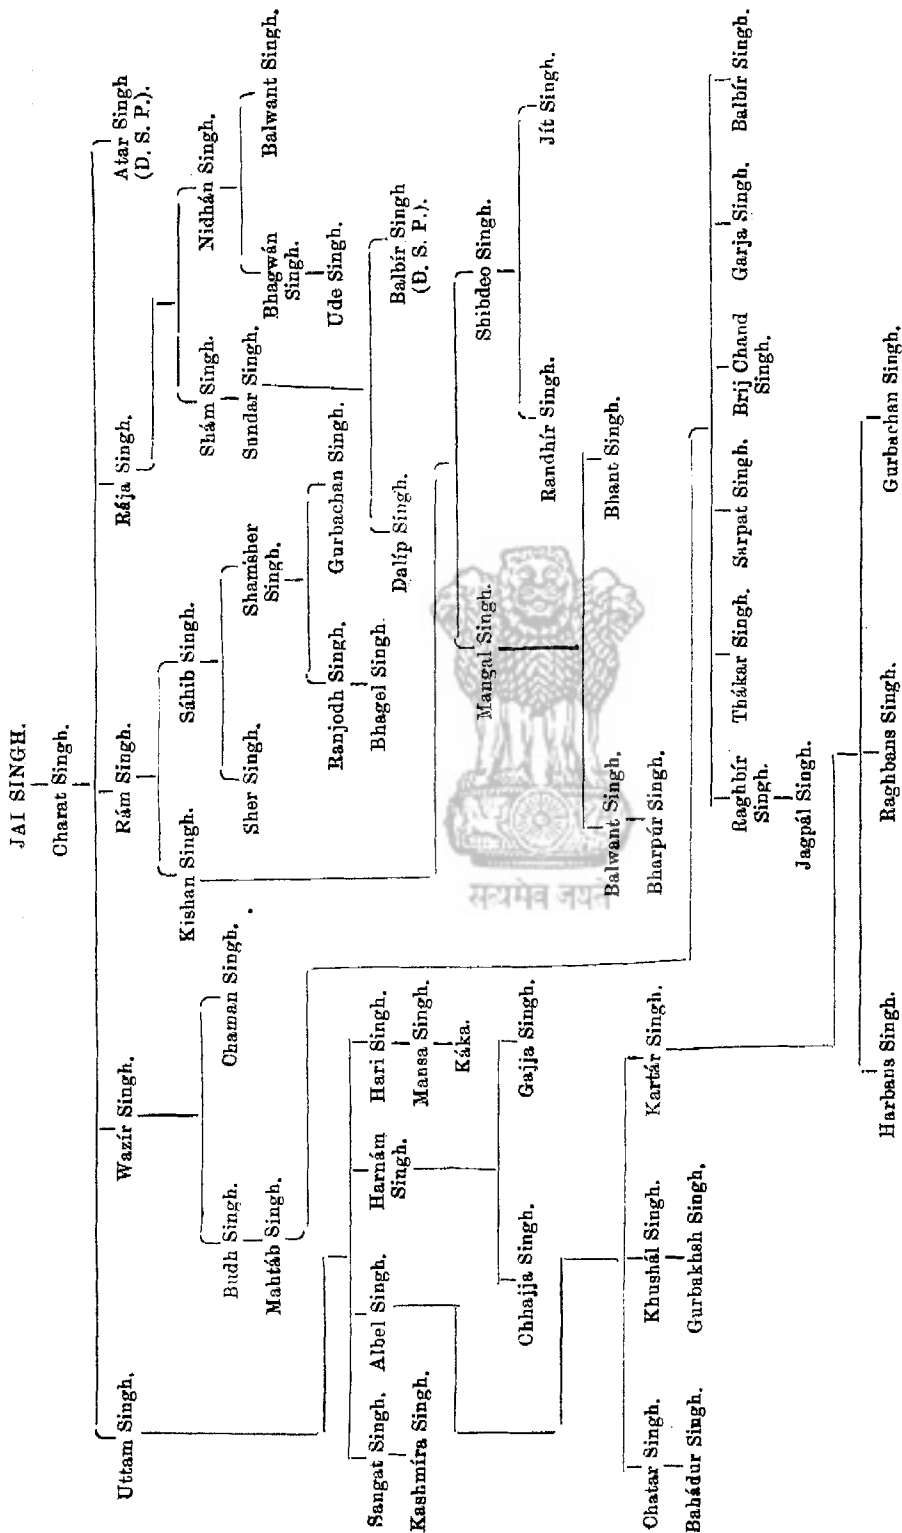 JAI SINGH.
Charat Singh.
Uttam Singh.
Wazír Singh.
Rám Singh.
Rája Singh.
Atar Singh
(D. S. P.).
Kishan Singh.
Sáhib Singh.
Shám Singh.
Nidhán Singh.
Budh Singh.
Chaman Singh.
Sher Singh.
Shamsher
Singh.
Sundar Singh.
Bhagwán
Singh.
Balwant Singh.
Mahtáb Singh.
Ranjodh Singh.
Gurbachan Singh.
Ude Singh.
Sangat Singh.
Albel Singh.
Harnám
Singh.
Hari Singh.
Bhagel Singh.
Dalíp Singh.
Balbír Singh
(D. S. P.).
Kashmíra Singh.
Mansa Singh.
Káka.
Mangal Singh.
Shibdeo Singh.
Chhajja Singh.
Gajja Singh.
Randhír Singh.
Jít Singh.
Balwant Singh.
Bhant Singh.
Bharpúr Singh.
Chatar Singh.
Khushál Singh.
Kartár Singh.
Bahádur Singh.
Gurbakhsh Singh.
Raghbír
Singh.
Thákar Singh.
Sarpat Singh.
Brij Chand
Singh.
Garja Singh.
Balbír Singh.
Jagpál Singh.
Harbans Singh.
Raghbans Singh.
Gurbachan Singh.
सत्यमेव जयते